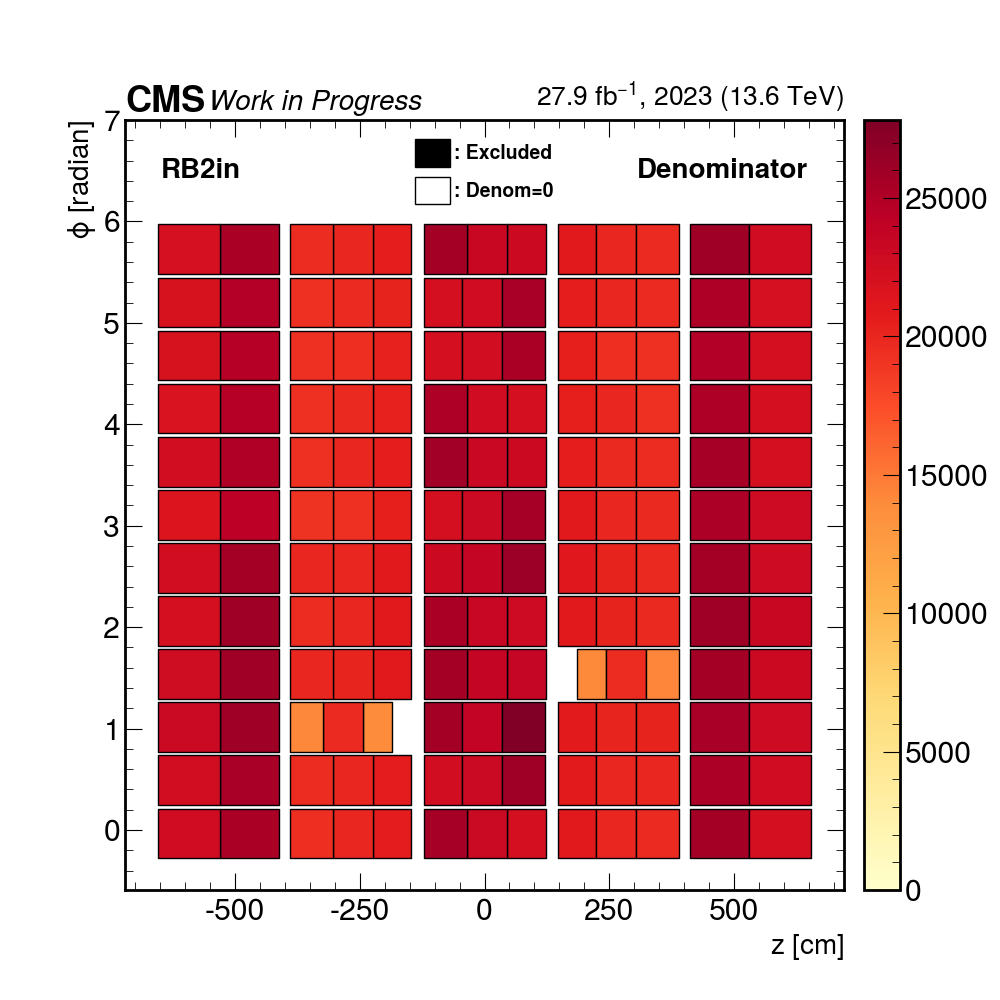 CMS Work in Progress
27.9 fb⁻¹, 2023 (13.6 TeV)
RB2in
: Excluded
: Denom=0
Denominator
ϕ [radian]
7
6
5
4
3
2
1
0
-500 -250 0 250 500
z [cm]
25000
20000
15000
10000
5000
0